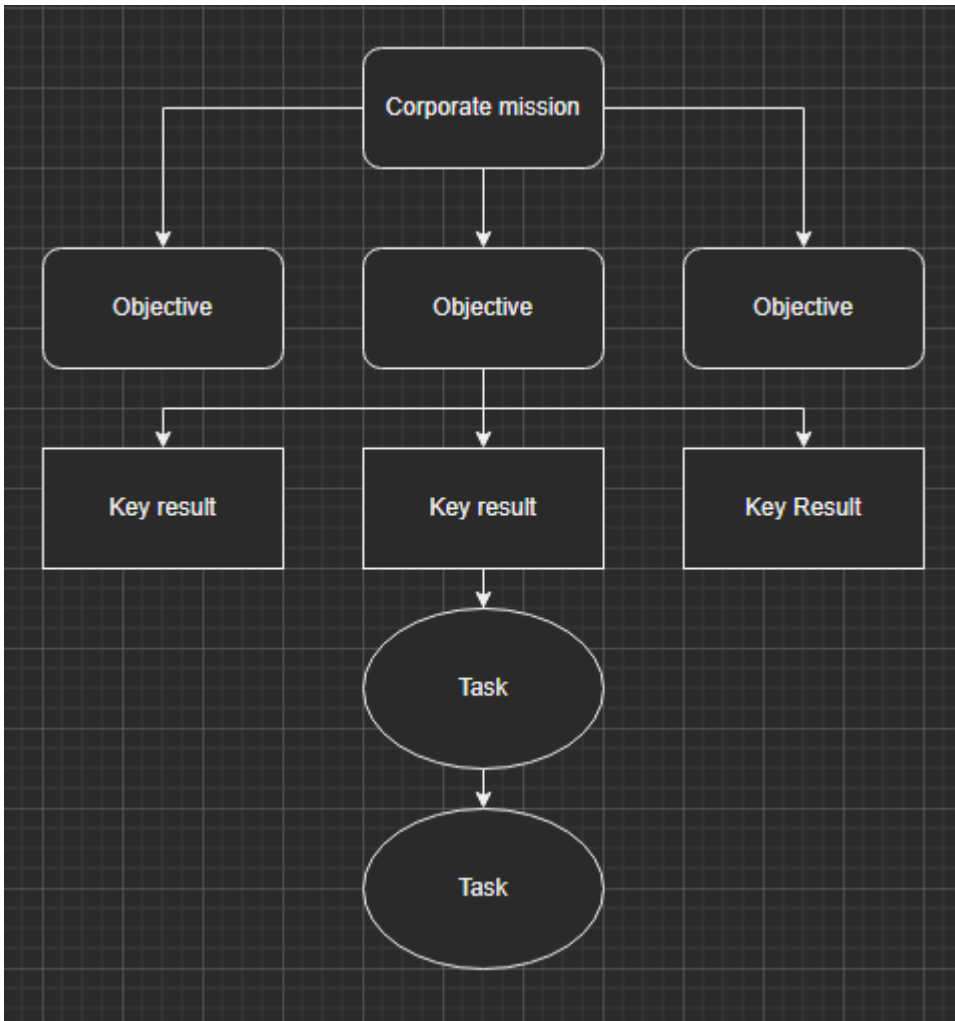 Corporate mission
Objective
Objective
Objective
Key result
Key result
Key Result
Task
Task